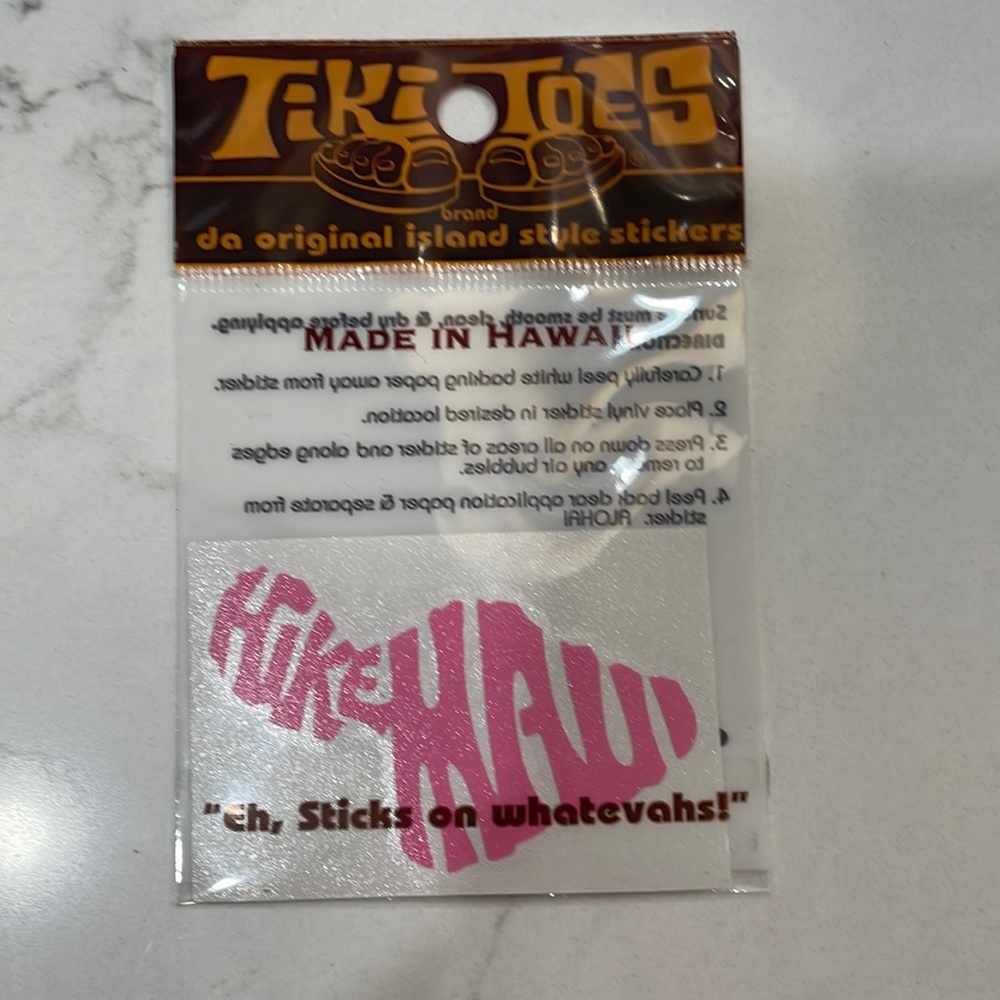 TIKI TOES
®
brand
da original island style stickers
Surface must be smooth, clean, & dry before applying.
MADE IN HAWAII
DIRECTIONS
1. Carefully peel white backing paper away from sticker.
2. Place vinyl sticker in desired location.
3. Press down on all areas of sticker and along edges
to remove any air bubbles.
4. Peel back clear application paper & separate from
sticker. ALOHA!
HIKE MAUI
"Eh, Sticks on whatevahs!"